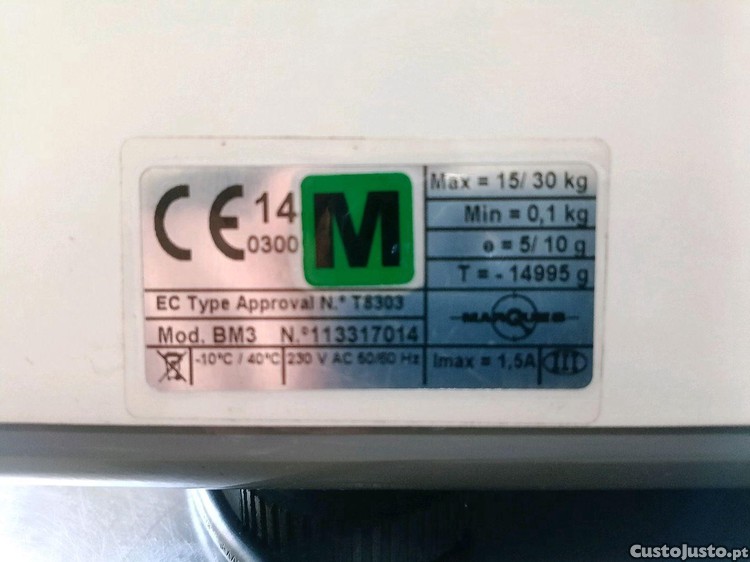 CE 14 M
0300
Max = 15/ 30 kg
Min = 0,1 kg
e = 5/ 10 g
T = - 14995 g
EC Type Approval N.º T8303
MARQUES
Mod. BM3 N.º113317014
-10ºC / 40ºC 230 V AC 50/60 Hz Imax = 1,5A III
CustoJusto.pt